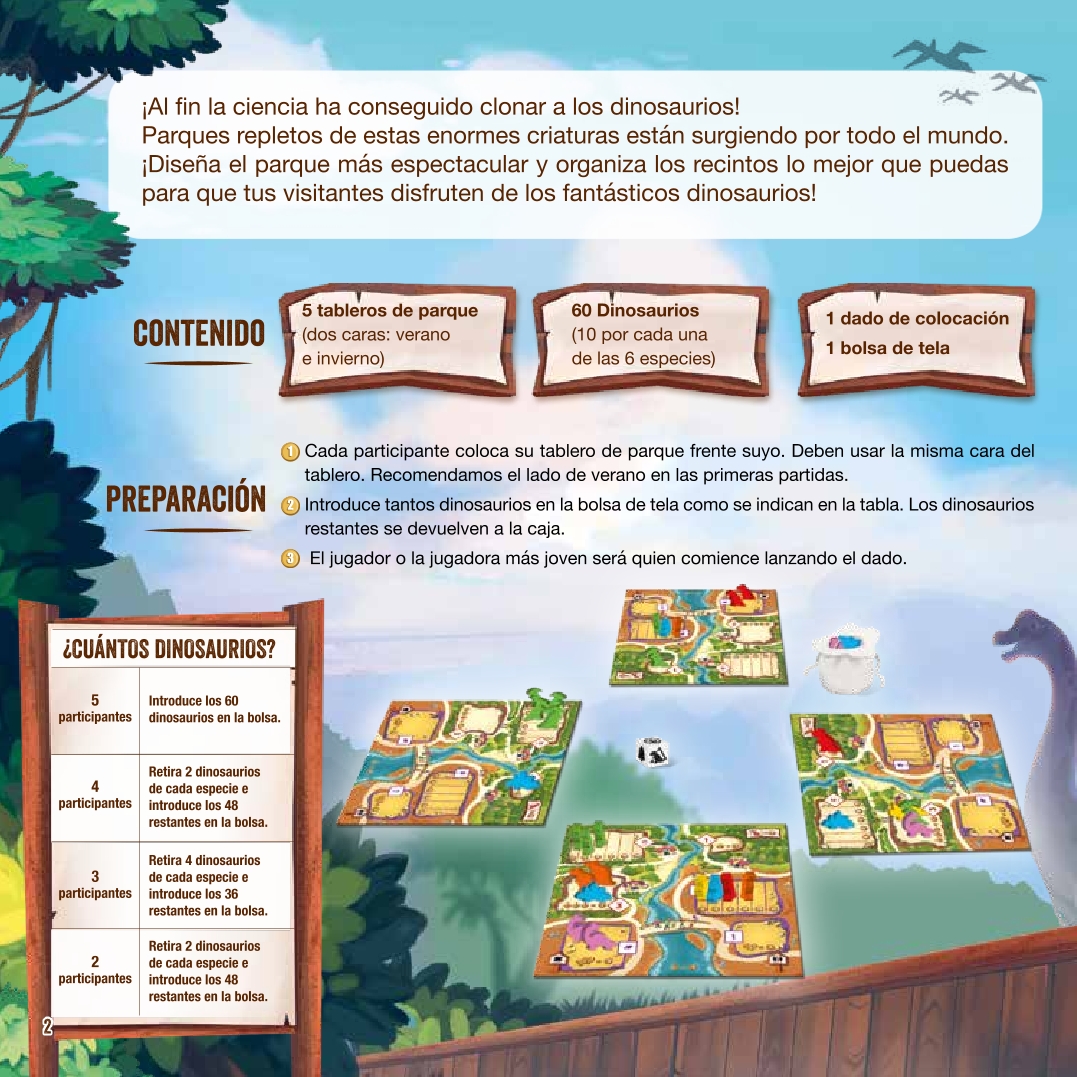 ¡Al fin la ciencia ha conseguido clonar a los dinosaurios!
Parques repletos de estas enormes criaturas están surgiendo por todo el mundo.
¡Diseña el parque más espectacular y organiza los recintos lo mejor que puedas
para que tus visitantes disfruten de los fantásticos dinosaurios!
CONTENIDO
5 tableros de parque
(dos caras: verano
e invierno)
60 Dinosaurios
(10 por cada una
de las 6 especies)
1 dado de colocación
1 bolsa de tela
PREPARACIÓN
1 Cada participante coloca su tablero de parque frente suyo. Deben usar la misma cara del
tablero. Recomendamos el lado de verano en las primeras partidas.
2 Introduce tantos dinosaurios en la bolsa de tela como se indican en la tabla. Los dinosaurios
restantes se devuelven a la caja.
3 El jugador o la jugadora más joven será quien comience lanzando el dado.
¿CUÁNTOS DINOSAURIOS?
5
participantes
Introduce los 60
dinosaurios en la bolsa.
4
participantes
Retira 2 dinosaurios
de cada especie e
introduce los 48
restantes en la bolsa.
3
participantes
Retira 4 dinosaurios
de cada especie e
introduce los 36
restantes en la bolsa.
2
participantes
Retira 2 dinosaurios
de cada especie e
introduce los 48
restantes en la bolsa.
2